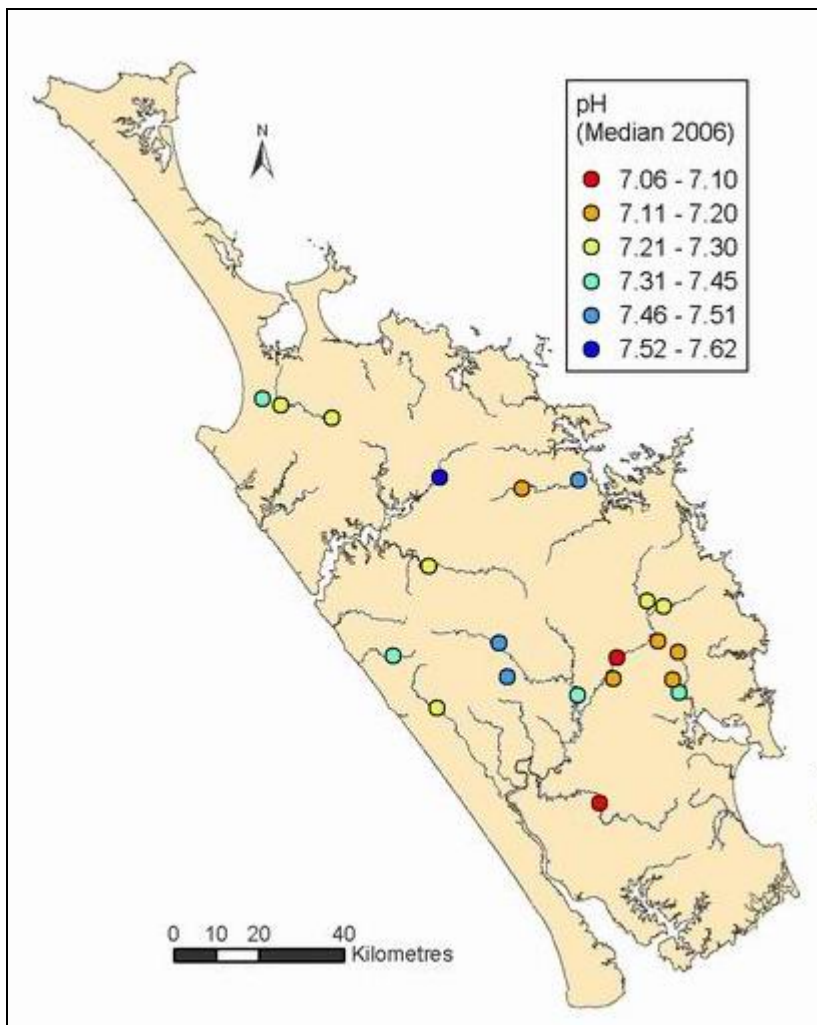 N
pH
(Median 2006)
7.06 - 7.10
7.11 - 7.20
7.21 - 7.30
7.31 - 7.45
7.46 - 7.51
7.52 - 7.62
0 10 20 40
Kilometres